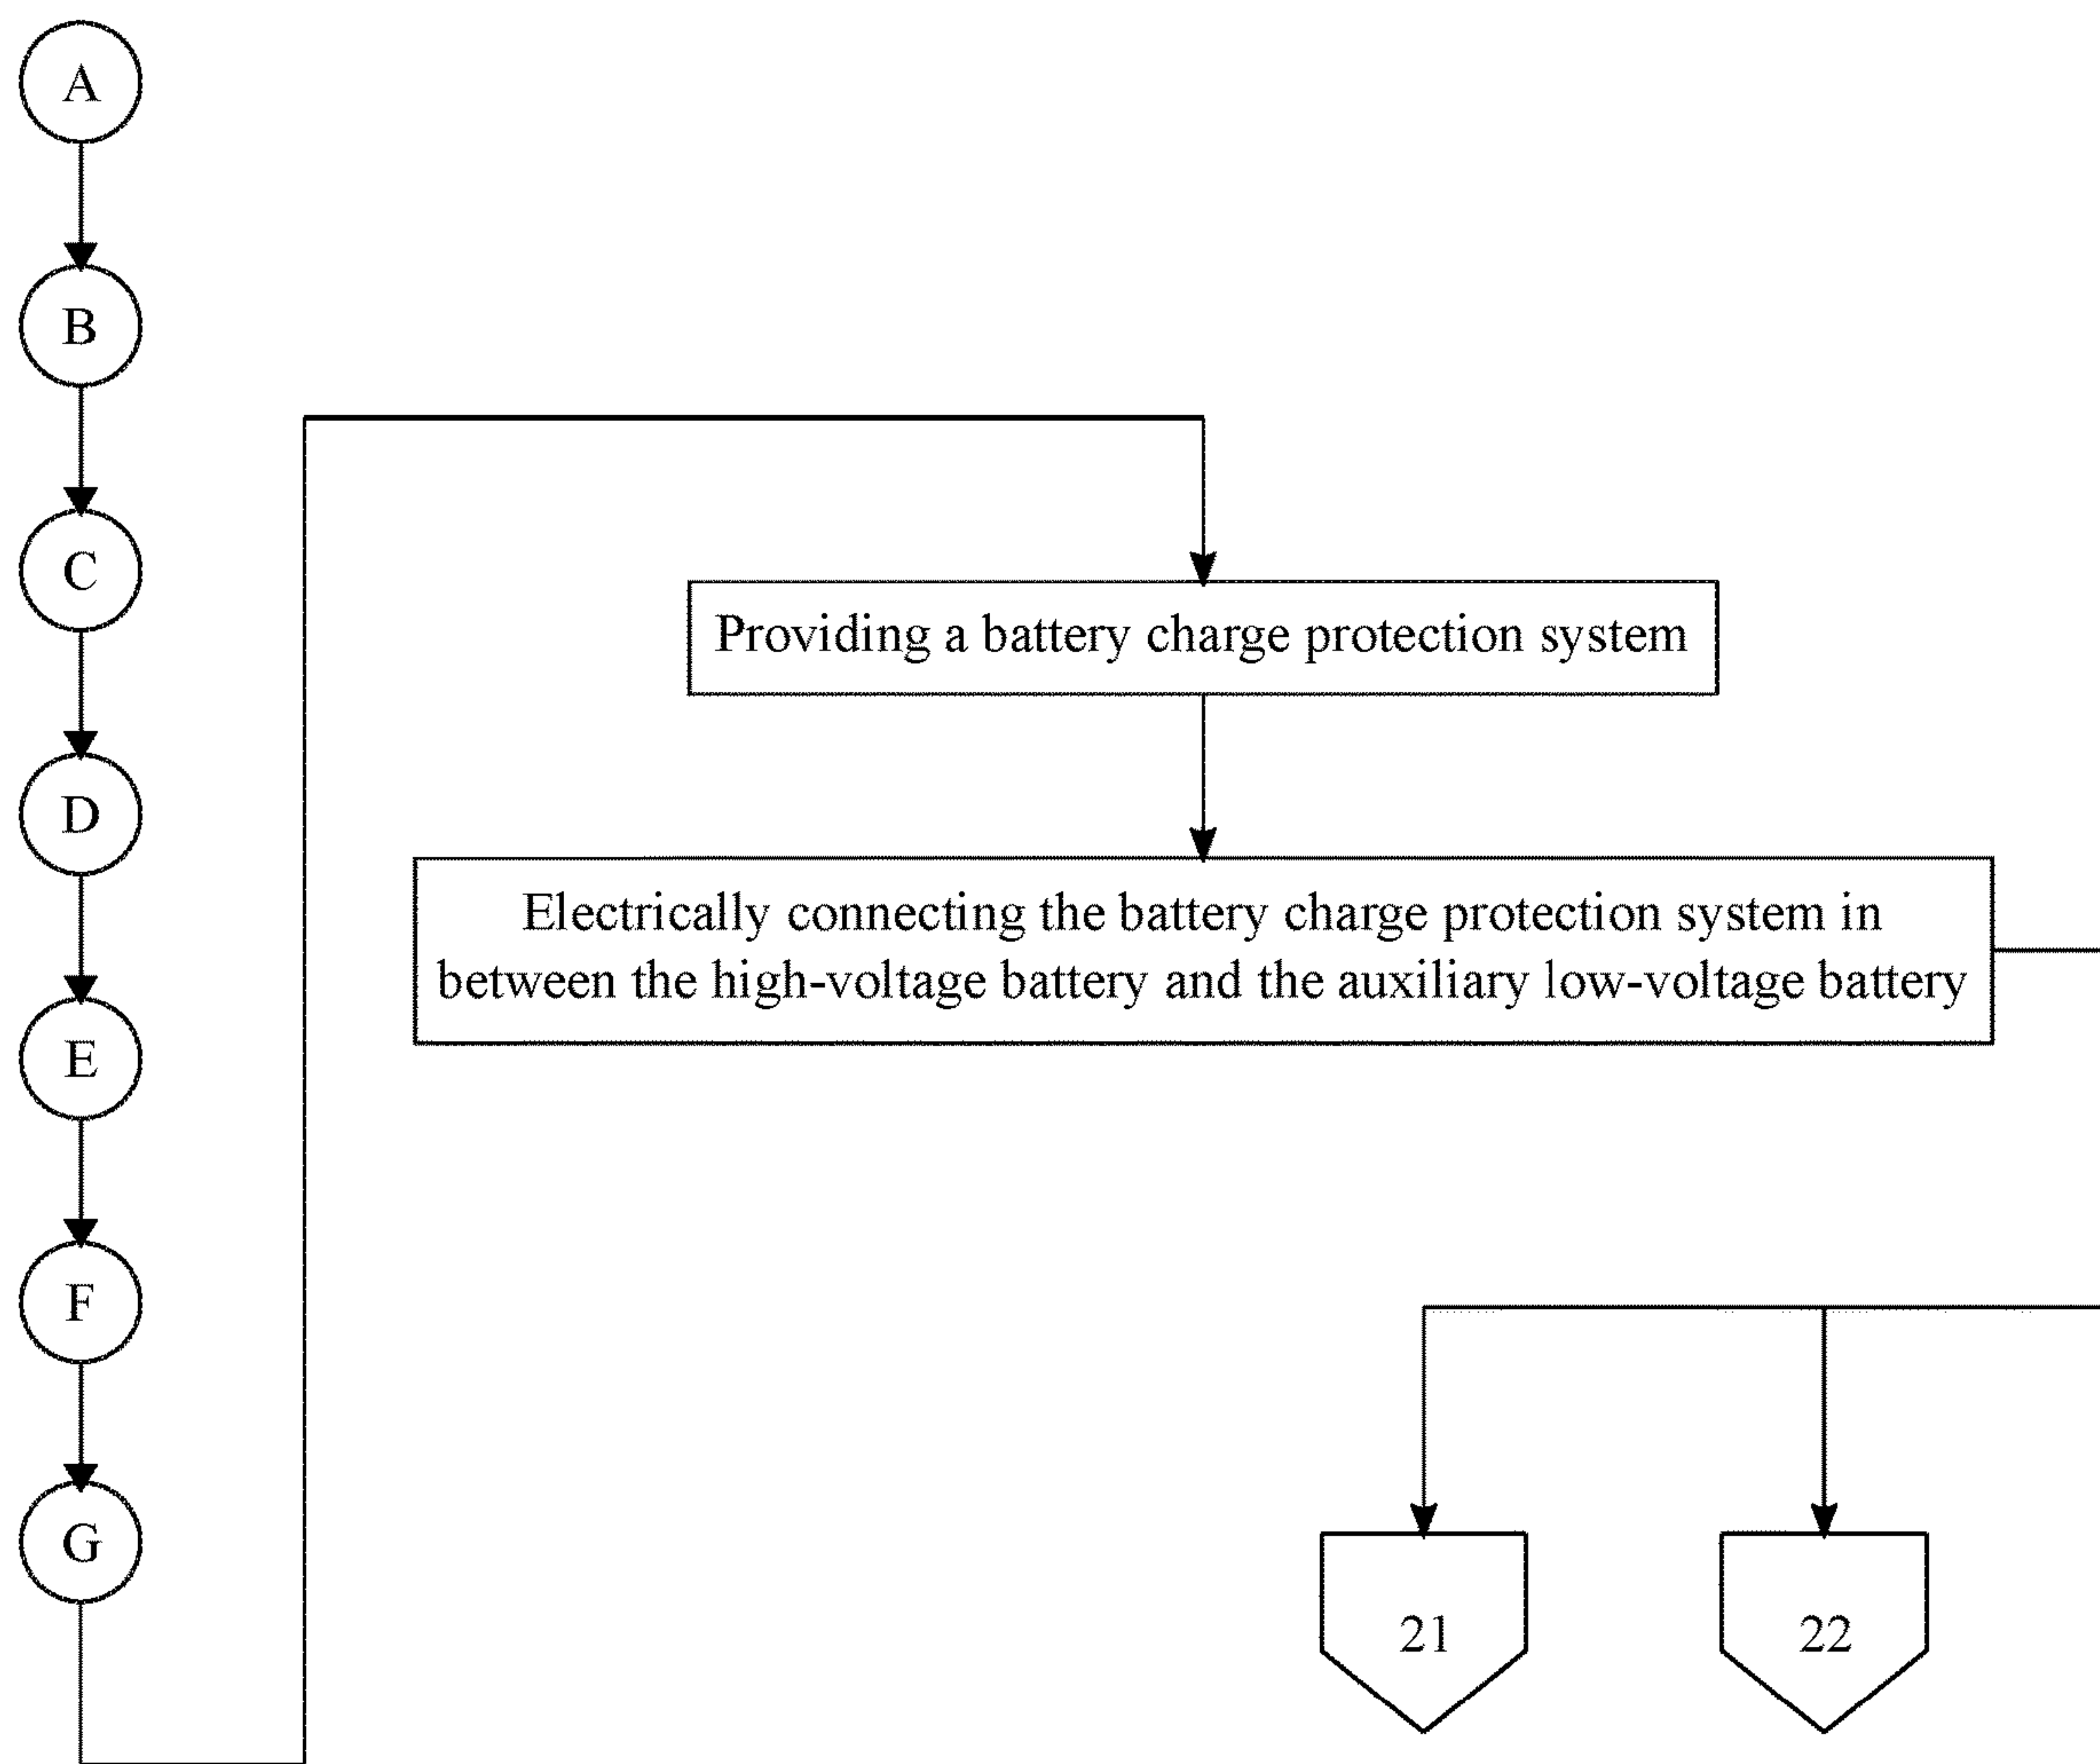 A
B
C
D
E
F
G
Providing a battery charge protection system
Electrically connecting the battery charge protection system in
between the high-voltage battery and the auxiliary low-voltage battery
21
22